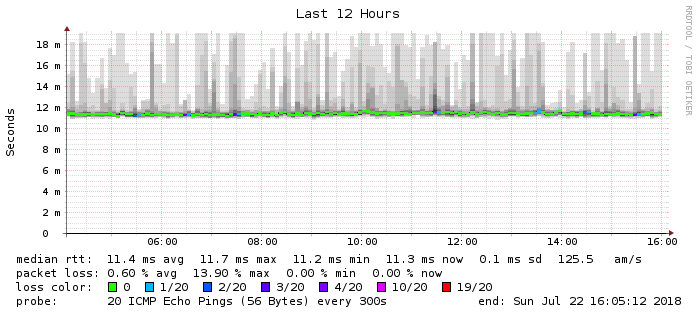 Last 12 Hours
RRDTOOL / TOBI OETIKER
Seconds
18 m
16 m
14 m
12 m
10 m
8 m
6 m
4 m
2 m
0
06:00 08:00 10:00 12:00 14:00 16:00
median rtt: 11.4 ms avg 11.7 ms max 11.2 ms min 11.3 ms now 0.1 ms sd 125.5 am/s
packet loss: 0.60 % avg 13.90 % max 0.00 % min 0.00 % now
loss color: 0 1/20 2/20 3/20 4/20 10/20 19/20
probe: 20 ICMP Echo Pings (56 Bytes) every 300s end: Sun Jul 22 16:05:12 2018